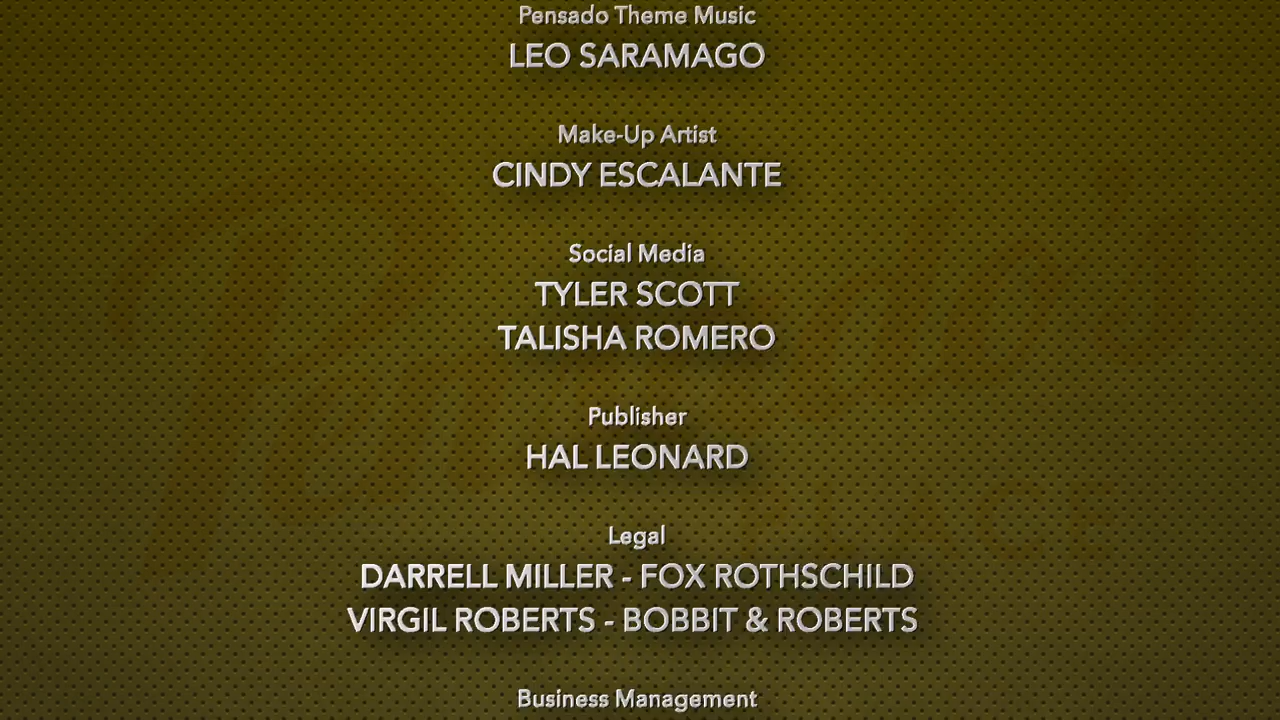 Pensado Theme Music
LEO SARAMAGO
Make-Up Artist
CINDY ESCALANTE
Social Media
TYLER SCOTT
TALISHA ROMERO
Publisher
HAL LEONARD
Legal
DARRELL MILLER - FOX ROTHSCHILD
VIRGIL ROBERTS - BOBBIT & ROBERTS
Business Management